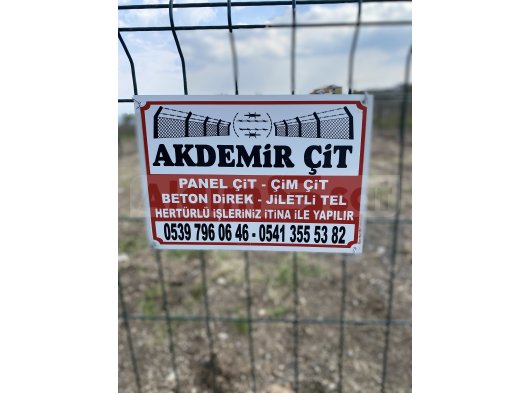 AKDEMİR ÇİT
PANEL ÇİT - ÇİM ÇİT
BETON DİREK - JİLETLİ TEL
HERTÜRLÜ İŞLERİNİZ İTİNA İLE YAPILIR
0539 796 06 46 - 0541 355 53 82